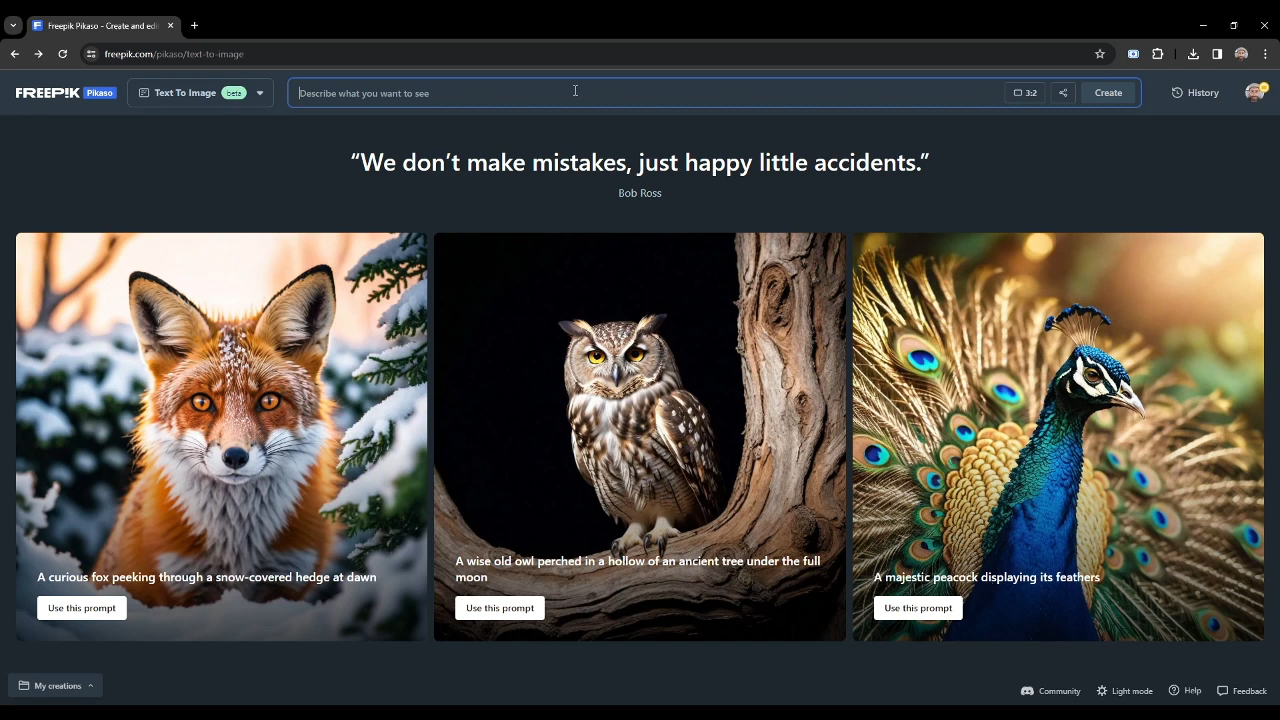 Freepik Pikaso - Create and edi
freepik.com/pikaso/text-to-image
FREEPIK Pikaso
Text To Image beta
Describe what you want to see
3:2
Create
History
“We don’t make mistakes, just happy little accidents.”
Bob Ross
A curious fox peeking through a snow-covered hedge at dawn
Use this prompt
A wise old owl perched in a hollow of an ancient tree under the full
moon
Use this prompt
A majestic peacock displaying its feathers
Use this prompt
My creations
Community
Light mode
Help
Feedback